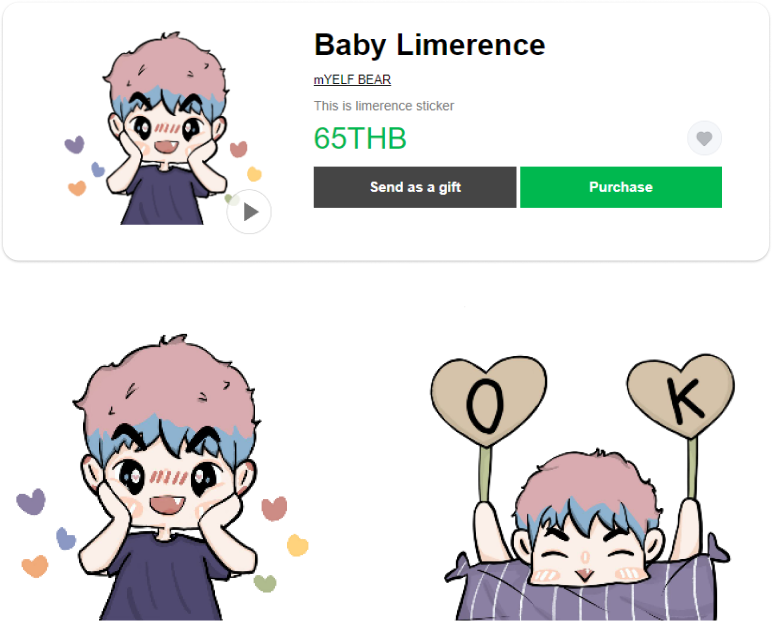 Baby Limerence
mYELF BEAR
This is limerence sticker
65THB
Send as a gift
Purchase
O
K